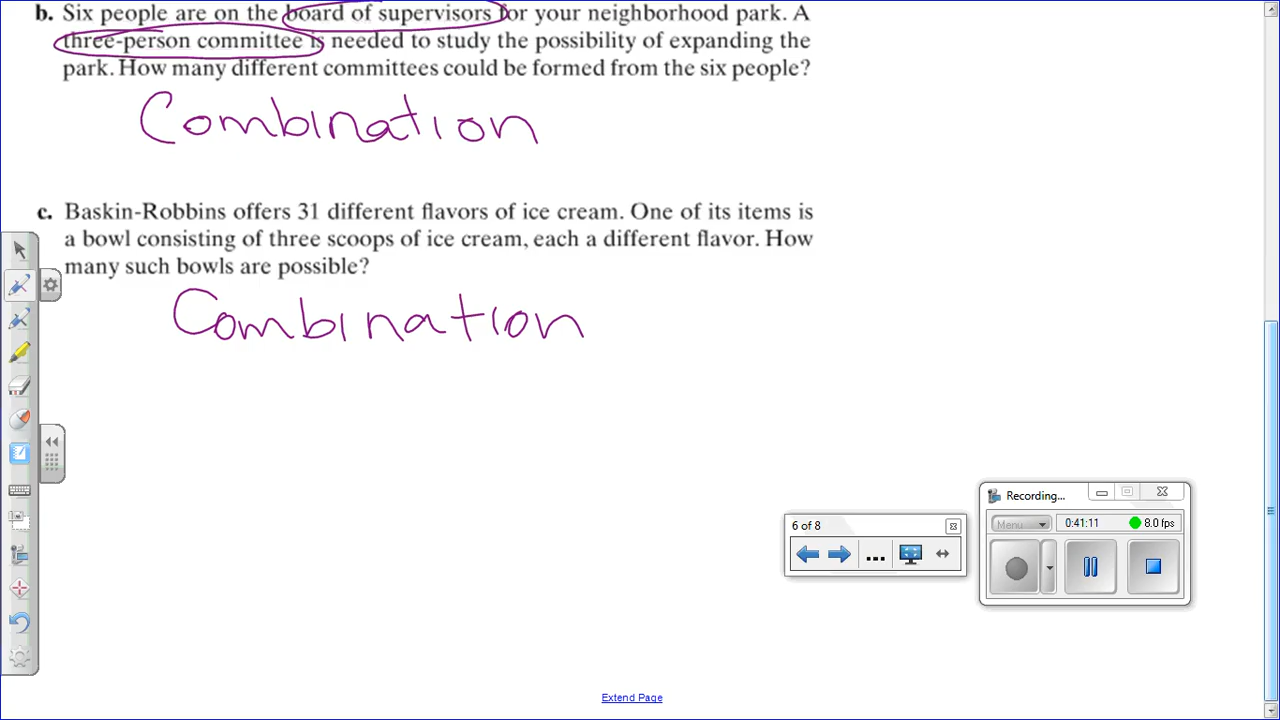 b. Six people are on the board of supervisors for your neighborhood park. A
three-person committee is needed to study the possibility of expanding the
park. How many different committees could be formed from the six people?
Combination
c. Baskin-Robbins offers 31 different flavors of ice cream. One of its items is
a bowl consisting of three scoops of ice cream, each a different flavor. How
many such bowls are possible?
Combination
Recording...
Menu
0:41:11
8.0 fps
6 of 8
Extend Page